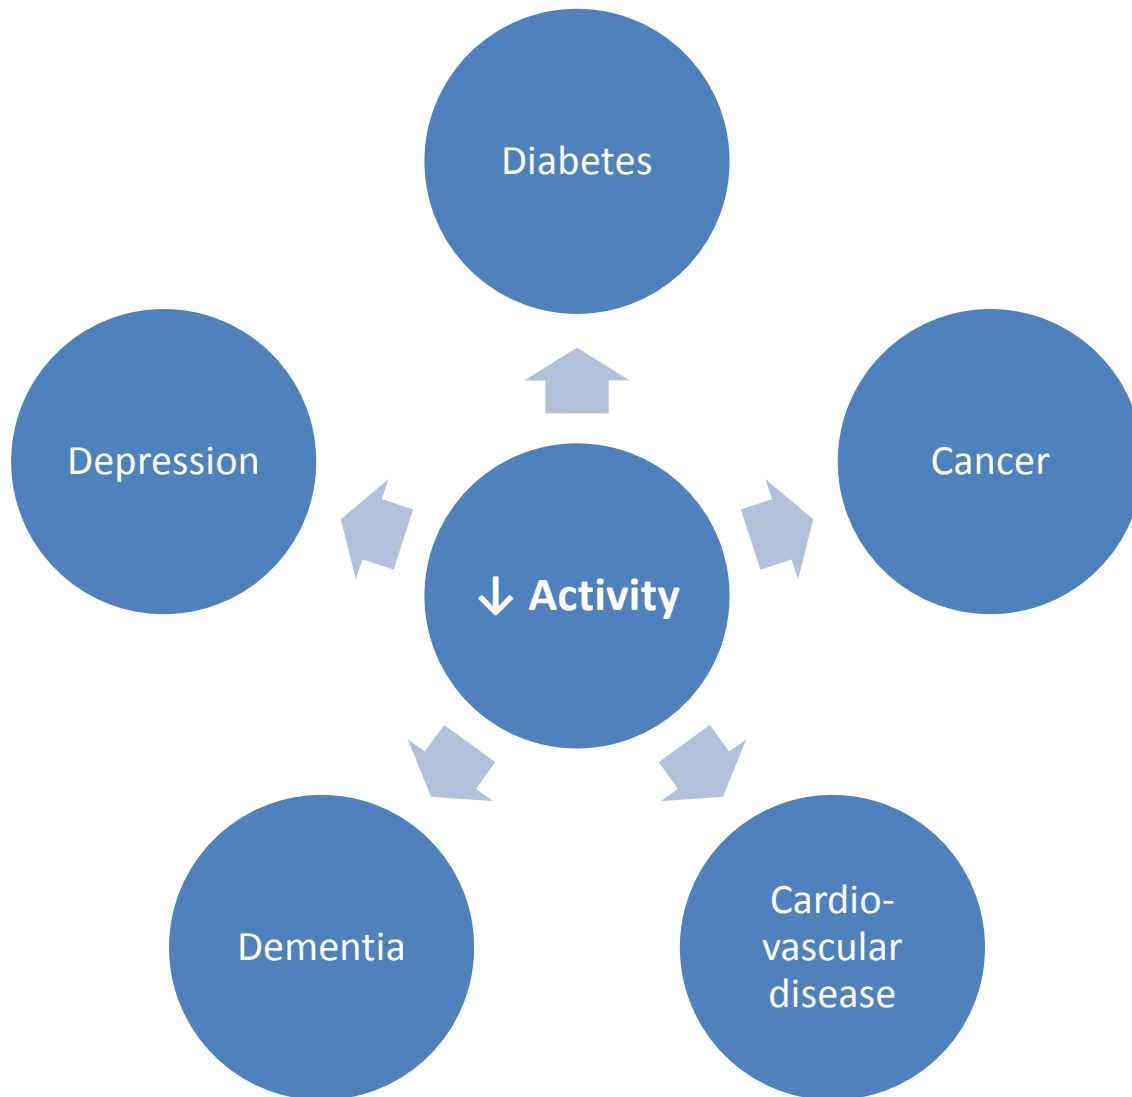 Diabetes
Depression
Cancer
↓ Activity
Dementia
Cardio-
vascular
disease